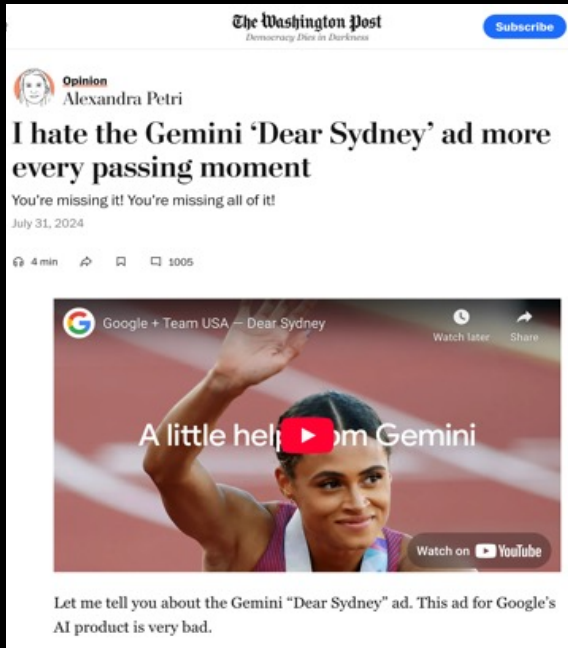 The Washington Post
Democracy Dies in Darkness
Subscribe
Opinion
Alexandra Petri
I hate the Gemini ‘Dear Sydney’ ad more
every passing moment
You're missing it! You're missing all of it!
July 31, 2024
4 min
1005
Google + Team USA — Dear Sydney
Watch later
Share
A little help from Gemini
Watch on YouTube
Let me tell you about the Gemini “Dear Sydney” ad. This ad for Google’s
AI product is very bad.